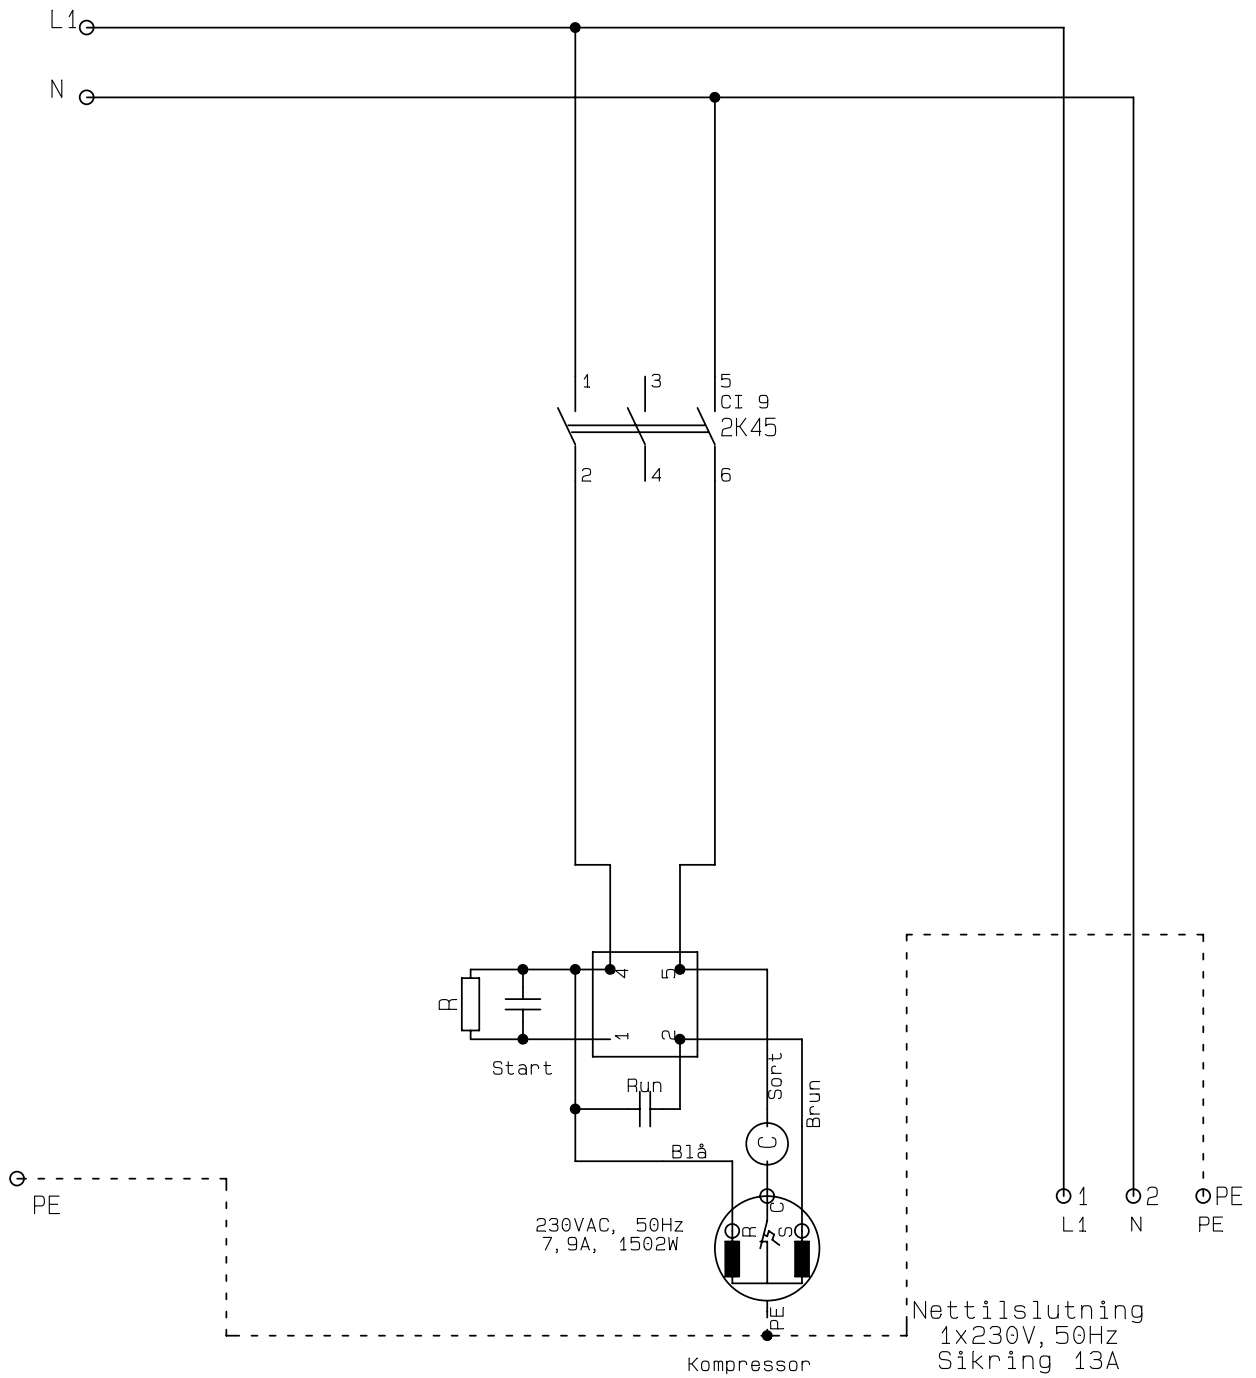 L1
N
1
3
5
CI 9
2K45
2
4
6
4
5
R
1
2
Start
Run
Sort
Brun
C
Blå
PE
C
R
S
230VAC, 50Hz
7,9A, 1502W
PE
Kompressor
1
2
PE
L1
N
PE
Nettilslutning
1x230V,50Hz
Sikring 13A